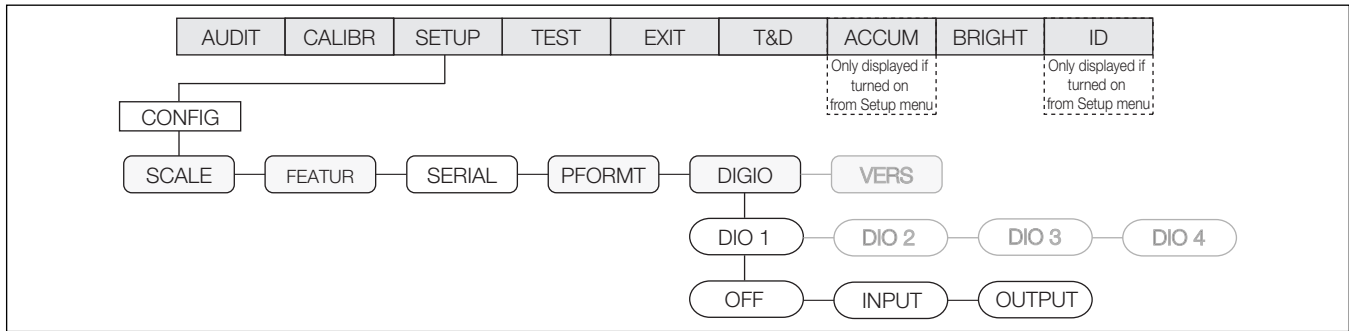 AUDIT CALIBR SETUP TEST EXIT T&D ACCUM BRIGHT ID
Only displayed if Only displayed if
turned on turned on
from Setup menu from Setup menu
CONFIG
SCALE FEATUR SERIAL PFORMT DIGIO VERS
DIO 1 DIO 2 DIO 3 DIO 4
OFF INPUT OUTPUT